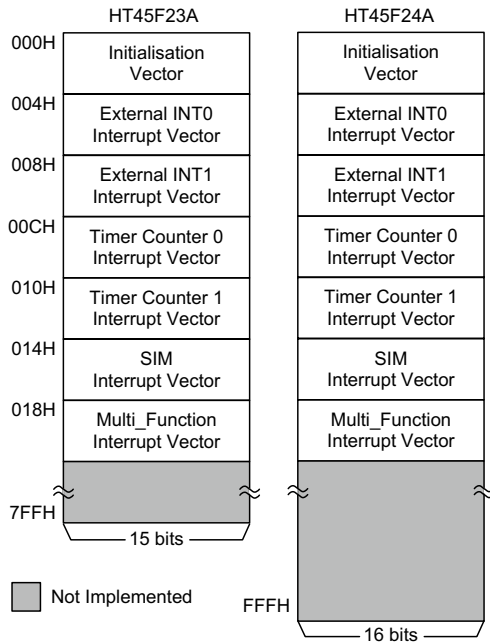 HT45F23A
HT45F24A
000H
Initialisation
Vector
Initialisation
Vector
004H
External INT0
Interrupt Vector
External INT0
Interrupt Vector
008H
External INT1
Interrupt Vector
External INT1
Interrupt Vector
00CH
Timer Counter 0
Interrupt Vector
Timer Counter 0
Interrupt Vector
010H
Timer Counter 1
Interrupt Vector
Timer Counter 1
Interrupt Vector
014H
SIM
Interrupt Vector
SIM
Interrupt Vector
018H
Multi_Function
Interrupt Vector
Multi_Function
Interrupt Vector
7FFH
15 bits
Not Implemented
FFFH
16 bits